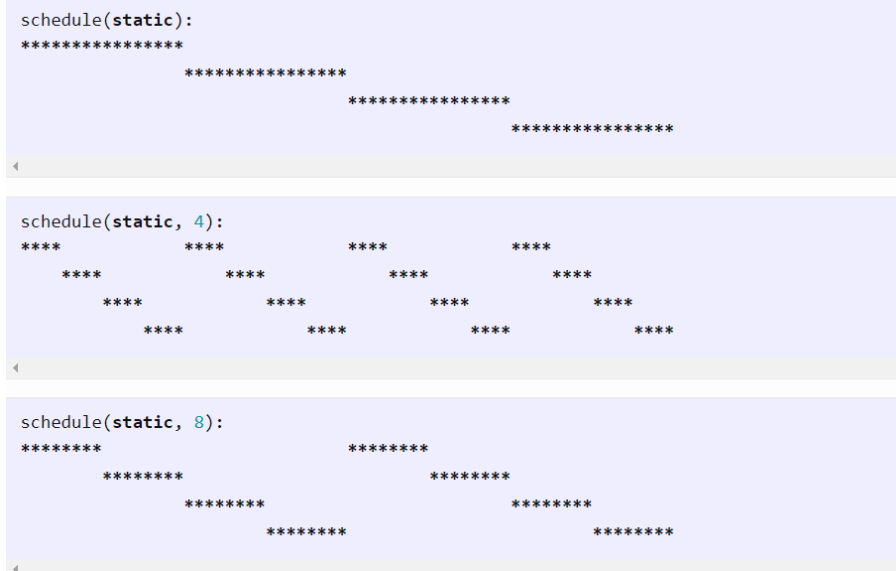 schedule(static):
****************
                ****************
                                ****************
                                                ****************
schedule(static, 4):
****            ****            ****            ****
    ****            ****            ****            ****
        ****            ****            ****            ****
            ****            ****            ****            ****
schedule(static, 8):
********                        ********
        ********                        ********
                ********                        ********
                        ********                        ********